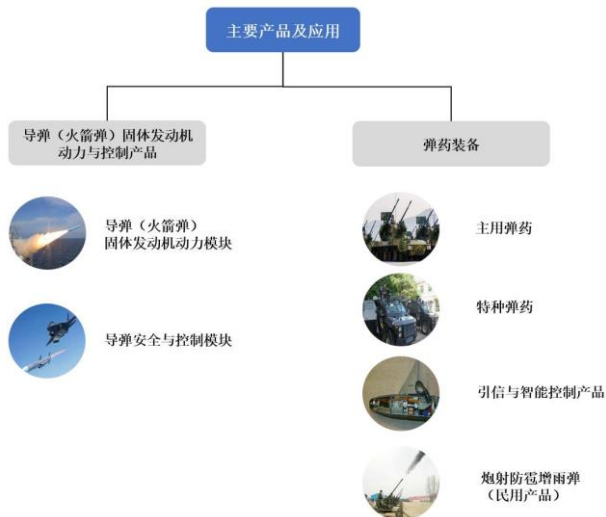 主要产品及应用
导弹（火箭弹）固体发动机
动力与控制产品
弹药装备
导弹（火箭弹）
固体发动机动力模块
导弹安全与控制模块
主用弹药
特种弹药
引信与智能控制产品
炮射防雹增雨弹
（民用产品）